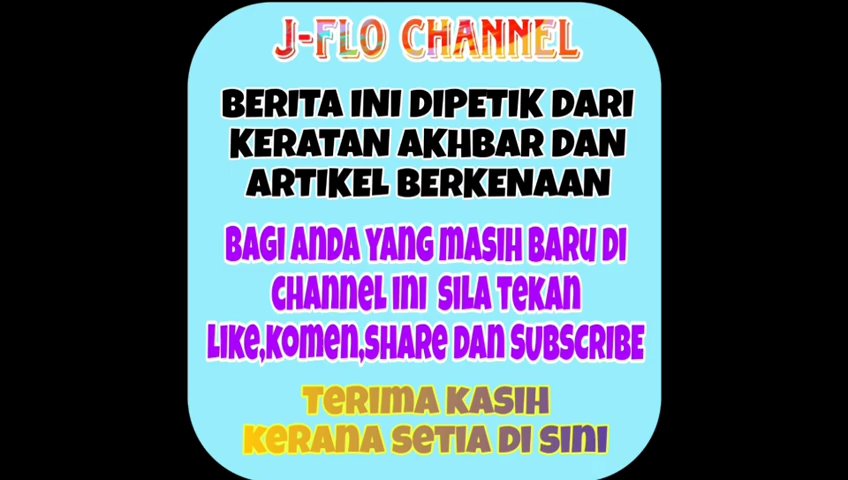 J-FLO CHANNEL
BERITA INI DIPETIK DARI
KERATAN AKHBAR DAN
ARTIKEL BERKENAAN
BAGI ANDA YANG MASIH BARU DI
CHANNEL INI SILA TEKAN
LIKE,KOMEN,SHARE DAN SUBSCRIBE
TERIMA KASIH
KERANA SETIA DI SINI